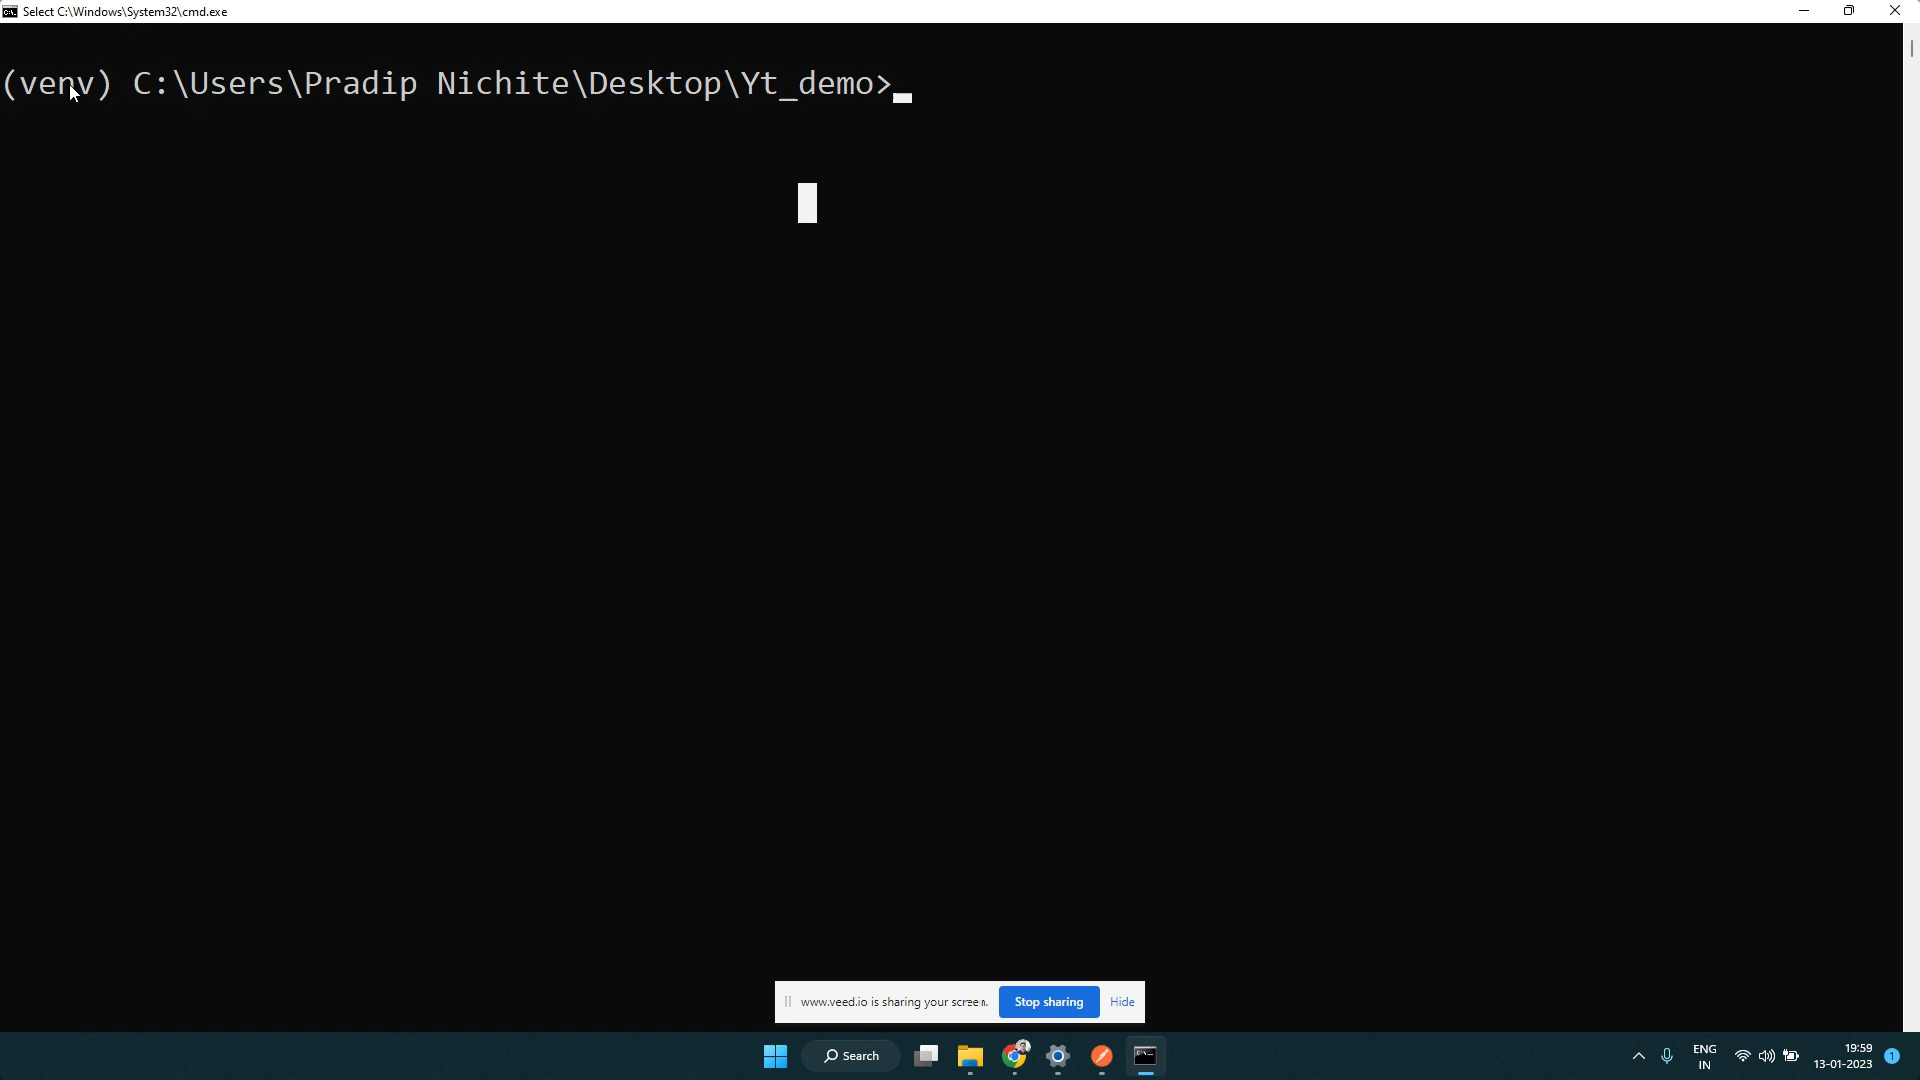 Select C:\Windows\System32\cmd.exe
(venv) C:\Users\Pradip Nichite\Desktop\Yt_demo>
www.veed.io is sharing your screen.
Stop sharing
Hide
Search
ENG
IN
19:59
13-01-2023
1